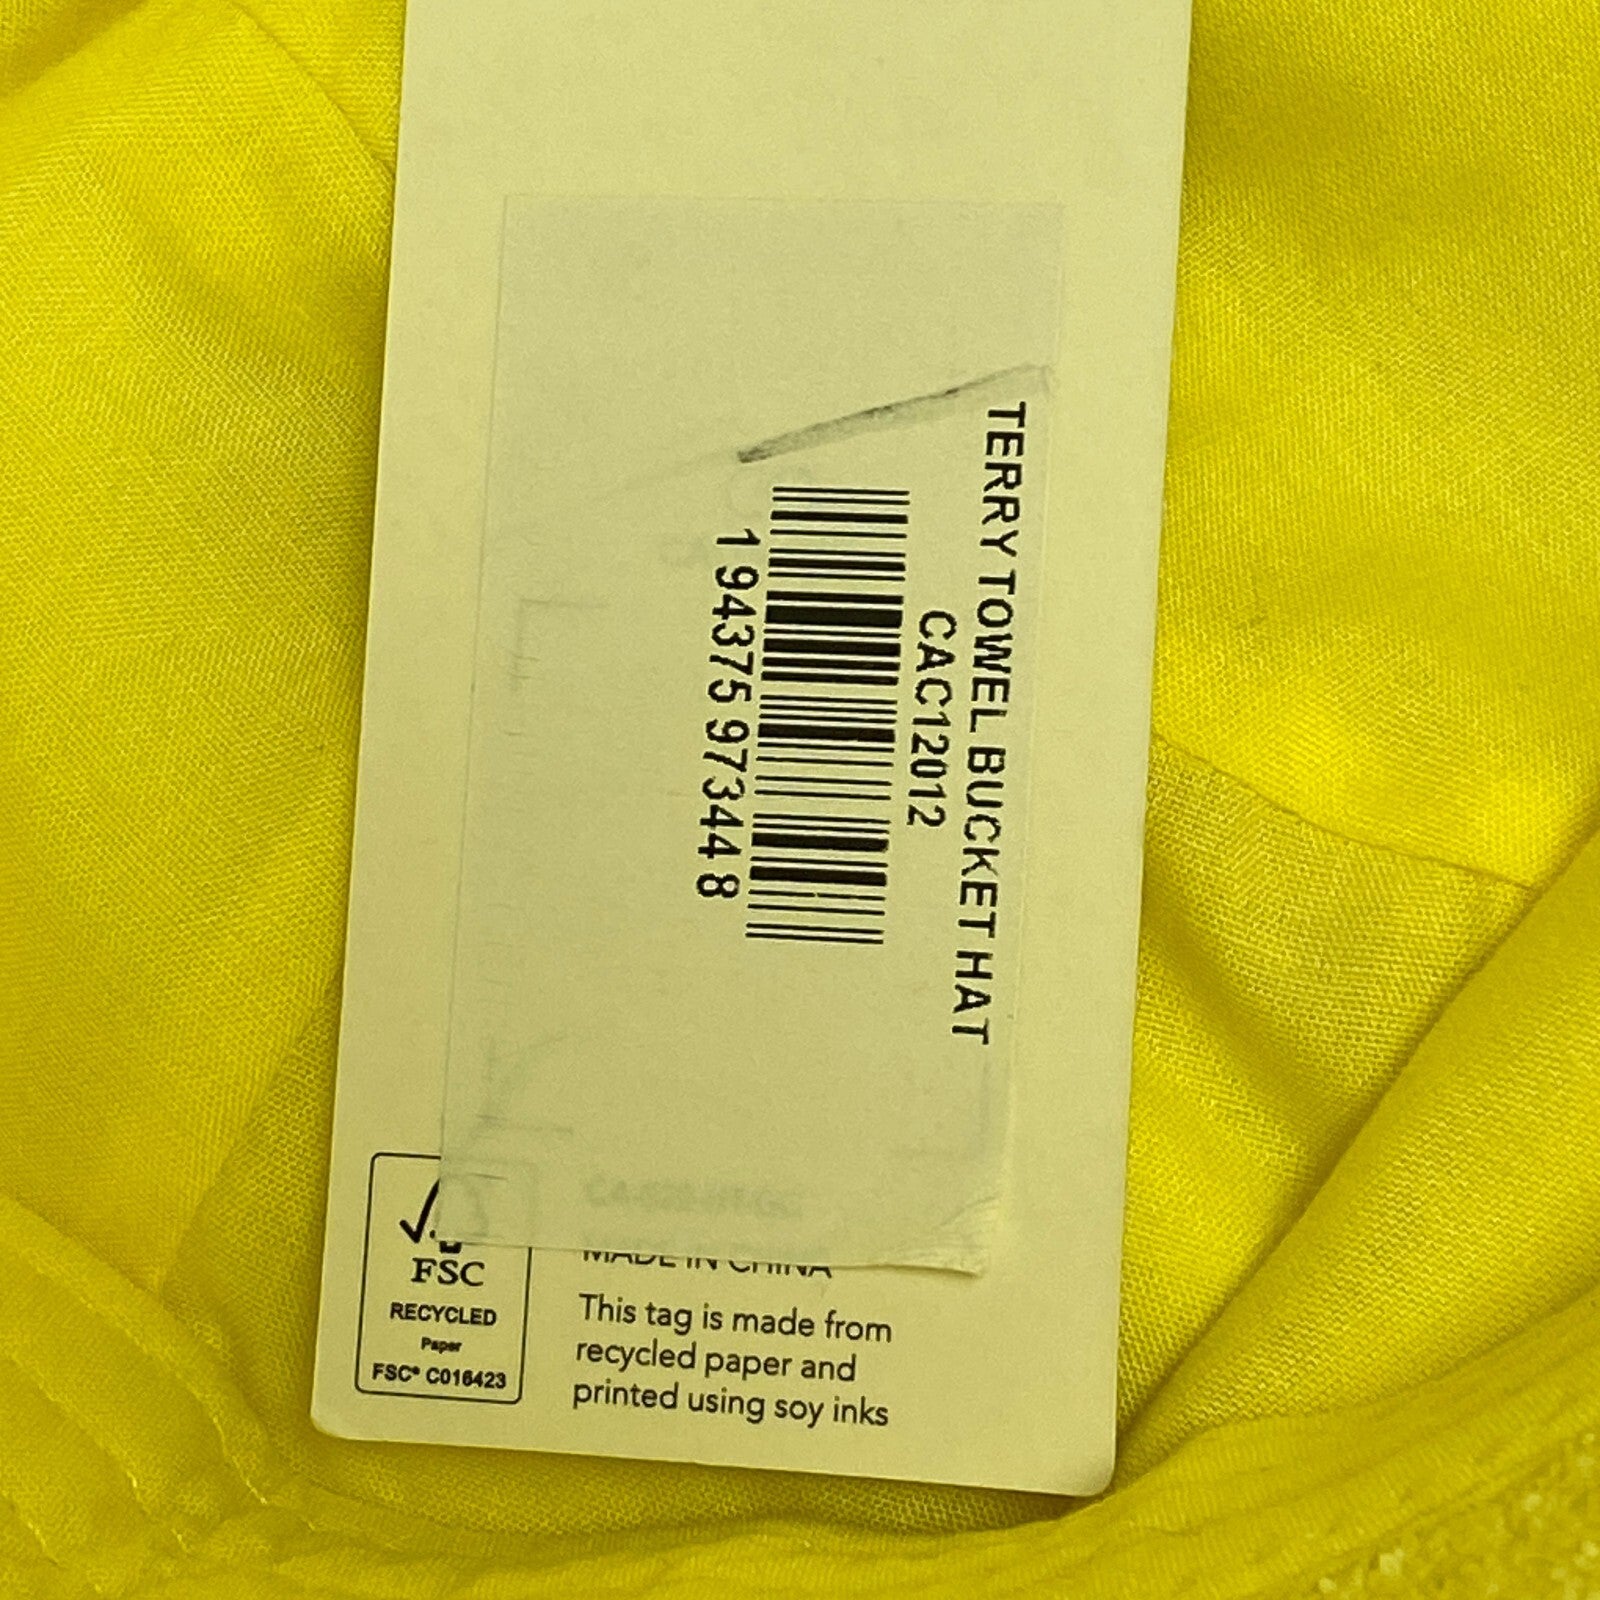 TERRY TOWEL BUCKET HAT
CAC12012
1 94375 97344 8
FSC
RECYCLED
Paper
FSC® C016423
MADE IN CHINA
This tag is made from
recycled paper and
printed using soy inks